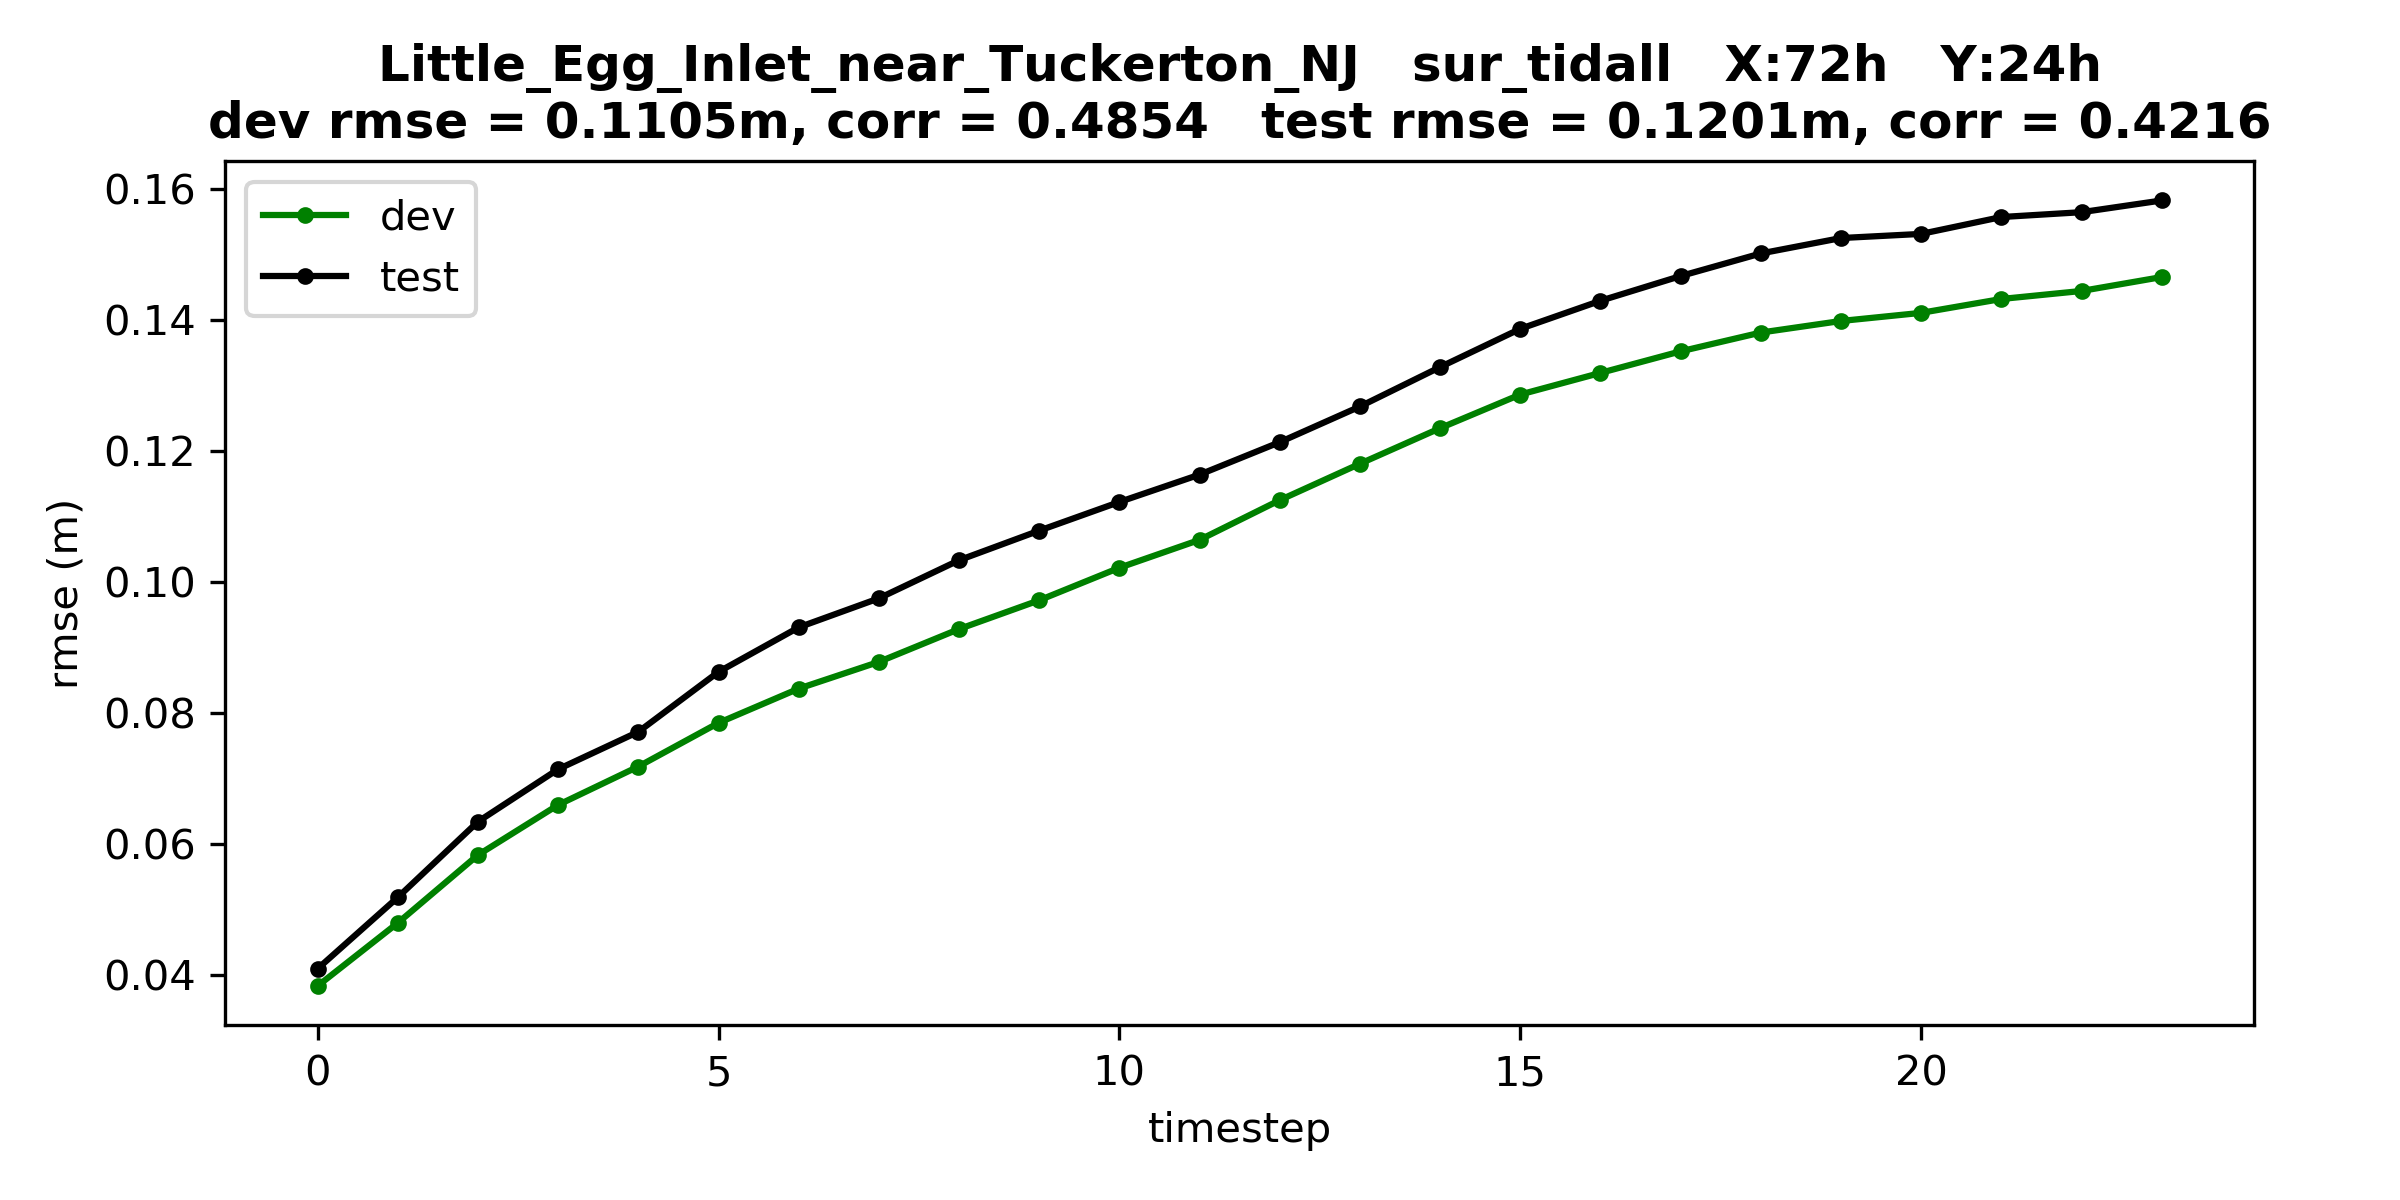 Little_Egg_Inlet_near_Tuckerton_NJ   sur_tidall   X:72h   Y:24h
dev rmse = 0.1105m, corr = 0.4854   test rmse = 0.1201m, corr = 0.4216
dev
test
0.16
0.14
0.12
0.10
0.08
0.06
0.04
rmse (m)
0 5 10 15 20
timestep